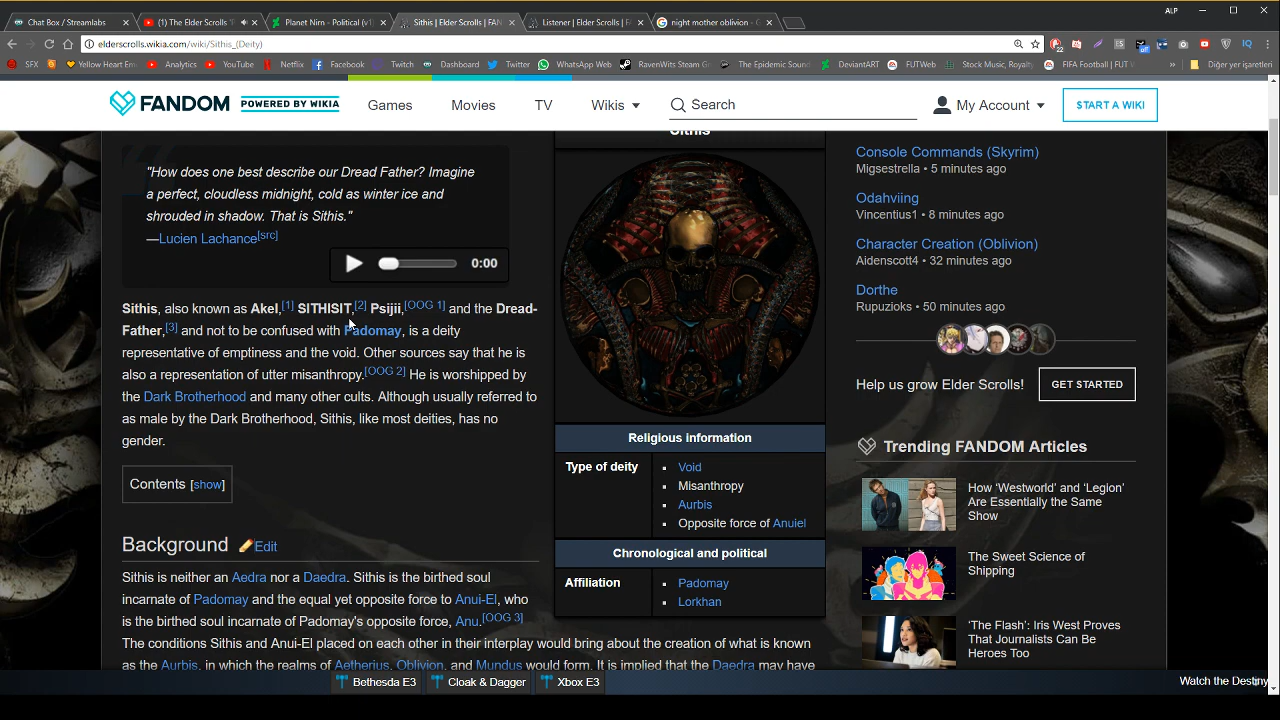 ALP
Chat Box / Streamlabs
(1) The Elder Scrolls
Planet Nirn - Political (v1)
Sithis | Elder Scrolls | FAN
Listener | Elder Scrolls | FA
night mother oblivion - G
elderscrolls.wikia.com/wiki/Sithis_(Deity)
SFX
Yellow Heart Em
Analytics
YouTube
Netflix
Facebook
Twitch
Dashboard
Twitter
WhatsApp Web
RavenWits Steam Gr
The Epidemic Sound
DeviantART
FUTWeb
Stock Music, Royalty
FIFA Football | FUT W
Diğer yer işaretleri
FANDOM
POWERED BY WIKIA
Games
Movies
TV
Wikis
Search
My Account
START A WIKI
Sithis
"How does one best describe our Dread Father? Imagine
a perfect, cloudless midnight, cold as winter ice and
shrouded in shadow. That is Sithis."
—Lucien Lachance[src]
0:00
Sithis, also known as Akel,[1] SITHISIT,[2] Psijii,[OOG 1] and the Dread-
Father,[3] and not to be confused with Padomay, is a deity
representative of emptiness and the void. Other sources say that he is
also a representation of utter misanthropy.[OOG 2] He is worshipped by
the Dark Brotherhood and many other cults. Although usually referred to
as male by the Dark Brotherhood, Sithis, like most deities, has no
gender.
Contents [show]
Background Edit
Sithis is neither an Aedra nor a Daedra. Sithis is the birthed soul
incarnate of Padomay and the equal yet opposite force to Anui-El, who
is the birthed soul incarnate of Padomay's opposite force, Anu.[OOG 3]
The condition Sithis and Anui-El placed on each other in their interplay would bring about the creation of what is known
as the Aurbis, in which the realms of Aetherius, Oblivion, and Mundus would form. It is implied that the Daedra may have
Religious information
Type of deity
Void
Misanthropy
Aurbis
Opposite force of Anuiel
Chronological and political
Affiliation
Padomay
Lorkhan
Console Commands (Skyrim)
Migsestrella • 5 minutes ago
Odahviing
Vincentius1 • 8 minutes ago
Character Creation (Oblivion)
Aidenscott4 • 32 minutes ago
Dorthe
Rupuzioks • 50 minutes ago
Help us grow Elder Scrolls!
GET STARTED
Trending FANDOM Articles
How 'Westworld' and 'Legion'
Are Essentially the Same
Show
The Sweet Science of
Shipping
'The Flash': Iris West Proves
That Journalists Can Be
Heroes Too
Bethesda E3
Cloak & Dagger
Xbox E3
Watch the Destiny